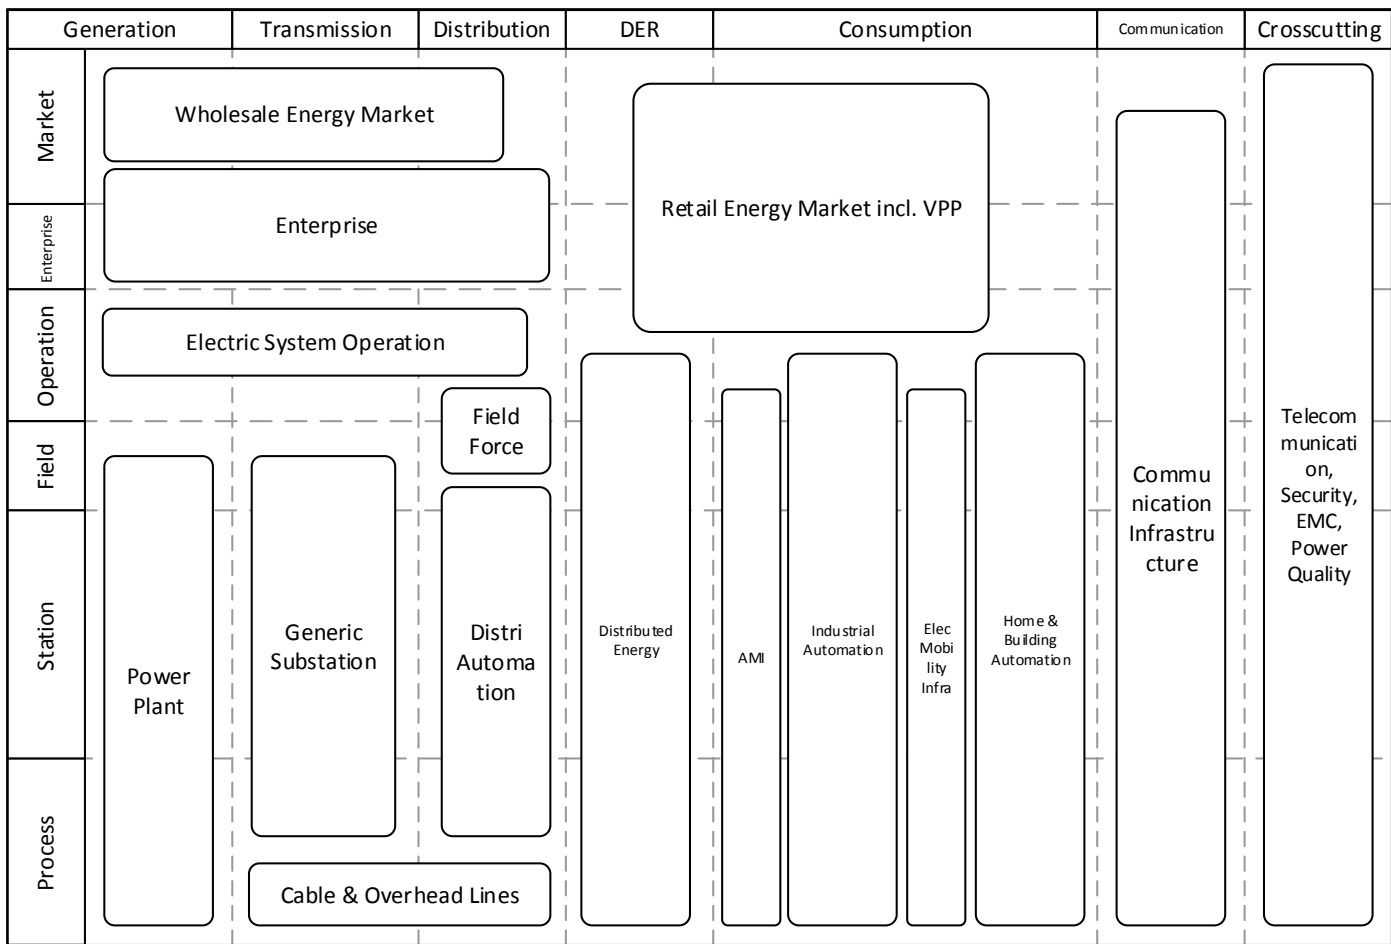 Generation
Transmission
Distribution
DER
Consumption
Communication
Crosscutting
Market
Enterprise
Operation
Field
Station
Process
Wholesale Energy Market
Enterprise
Electric System Operation
Field
Force
Power
Plant
Generic
Substation
Distri
Automa
tion
Cable & Overhead Lines
Retail Energy Market incl. VPP
Distributed
Energy
AMI
Industrial
Automation
Elec
Mobi
lity
Infra
Home &
Building
Automation
Commu
nication
Infrastru
cture
Telecom
municati
on,
Security,
EMC,
Power
Quality